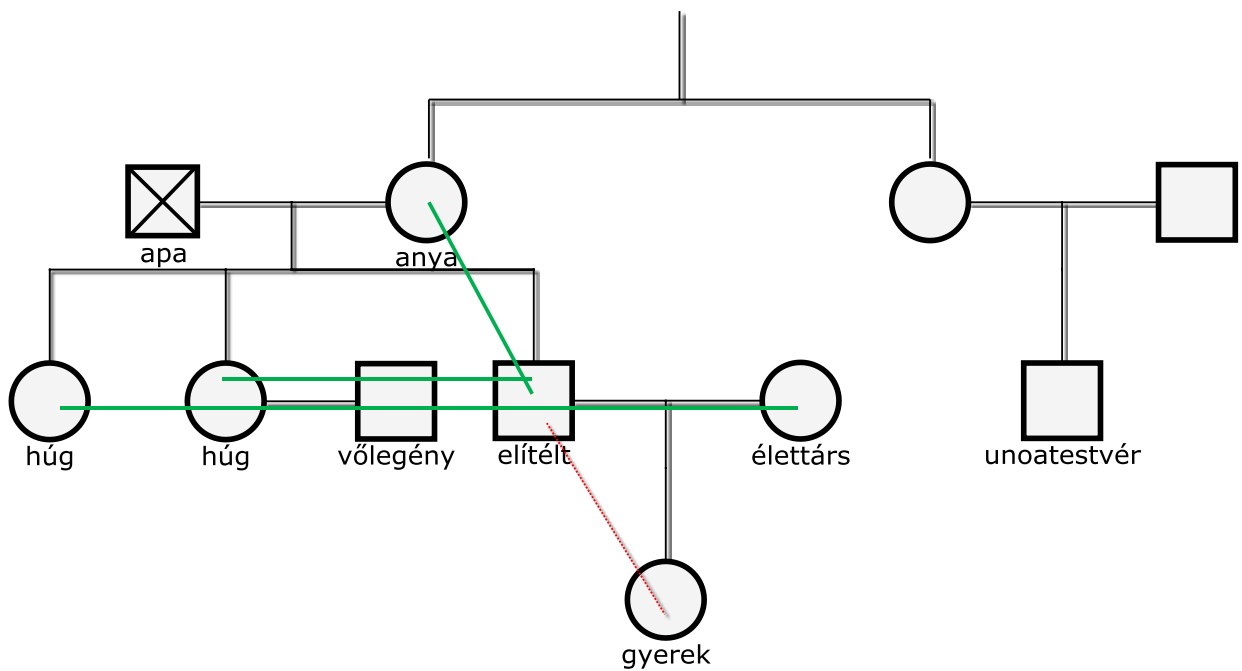 apa
anya
húg
húg
vőlegény
elítélt
élettárs
unoatestvér
gyerek